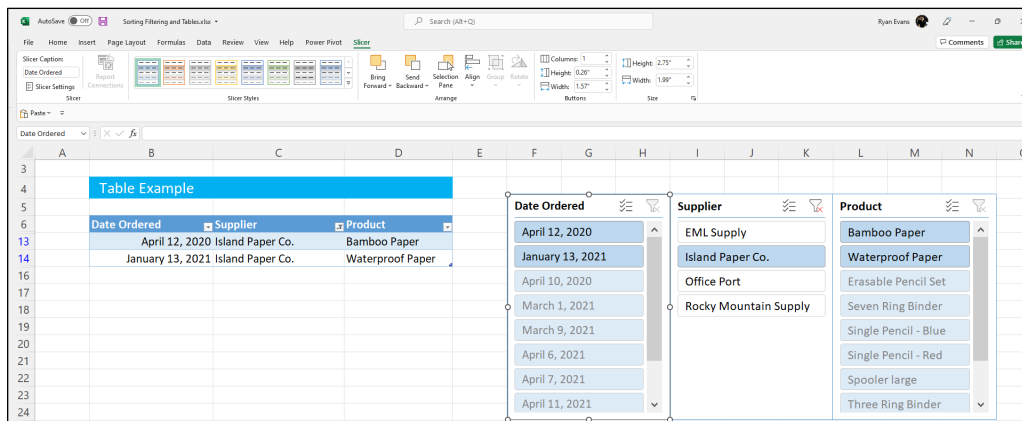 AutoSave Off Sorting Filtering and Tables.xlsx Search (Alt+Q) Ryan Evans
File Home Insert Page Layout Formulas Data Review View Help Power Pivot Slicer Comments Share
Slicer Caption:
Date Ordered
Slicer Settings
Report Connections
Slicer
Slicer Styles
Bring Forward
Send Backward
Selection Pane
Align
Group
Rotate
Arrange
Columns: 1
Height: 0.26"
Width: 1.57"
Buttons
Height: 2.75"
Width: 1.99"
Size
Paste
Date Ordered fx
A B C D E F G H I J K L M N
3
4 Table Example
5
6 Date Ordered Supplier Product
13 April 12, 2020 Island Paper Co. Bamboo Paper
14 January 13, 2021 Island Paper Co. Waterproof Paper
16
17
18
19
20
21
22
23
24
Date Ordered
April 12, 2020
January 13, 2021
April 10, 2020
March 1, 2021
March 9, 2021
April 6, 2021
April 7, 2021
April 11, 2021
Supplier
EML Supply
Island Paper Co.
Office Port
Rocky Mountain Supply
Product
Bamboo Paper
Waterproof Paper
Erasable Pencil Set
Seven Ring Binder
Single Pencil - Blue
Single Pencil - Red
Spooler large
Three Ring Binder